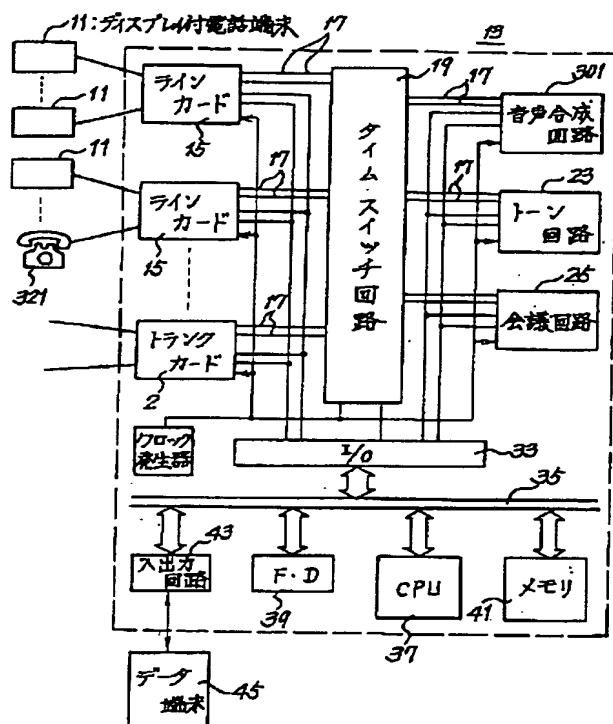 11:ディスプレイ付電話端末
11
11
321
ライン
カード
15
ライン
カード
15
トランク
カード
2
17
17
17
19
タイム・スイッチ回路
13
17
301
音声合成
回路
17
23
トーン
回路
25
会議回路
クロック
発生器
I/O
33
35
43
入出力
回路
F・D
39
CPU
37
メモリ
41
データ
端末
45